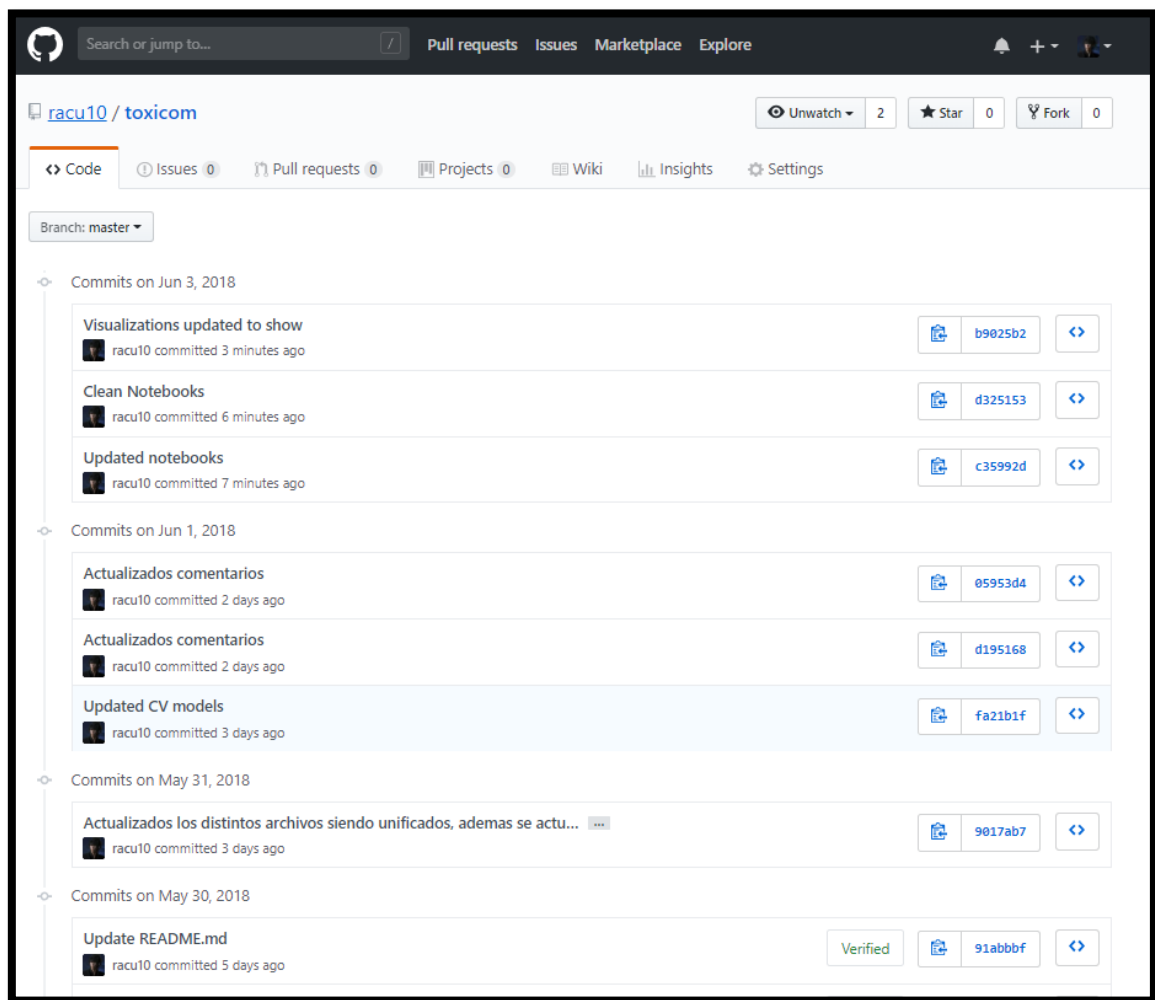 Search or jump to... /
Pull requests Issues Marketplace Explore
racu10 / toxicom
Unwatch 2 Star 0 Fork 0
Code Issues 0 Pull requests 0 Projects 0 Wiki Insights Settings
Branch: master
Commits on Jun 3, 2018
Visualizations updated to show
racu10 committed 3 minutes ago
b9025b2
Clean Notebooks
racu10 committed 6 minutes ago
d325153
Updated notebooks
racu10 committed 7 minutes ago
c35992d
Commits on Jun 1, 2018
Actualizados comentarios
racu10 committed 2 days ago
05953d4
Actualizados comentarios
racu10 committed 2 days ago
d195168
Updated CV models
racu10 committed 3 days ago
fa21b1f
Commits on May 31, 2018
Actualizados los distintos archivos siendo unificados, ademas se actu... ...
racu10 committed 3 days ago
9017ab7
Commits on May 30, 2018
Update README.md
racu10 committed 5 days ago
Verified 91abbbf